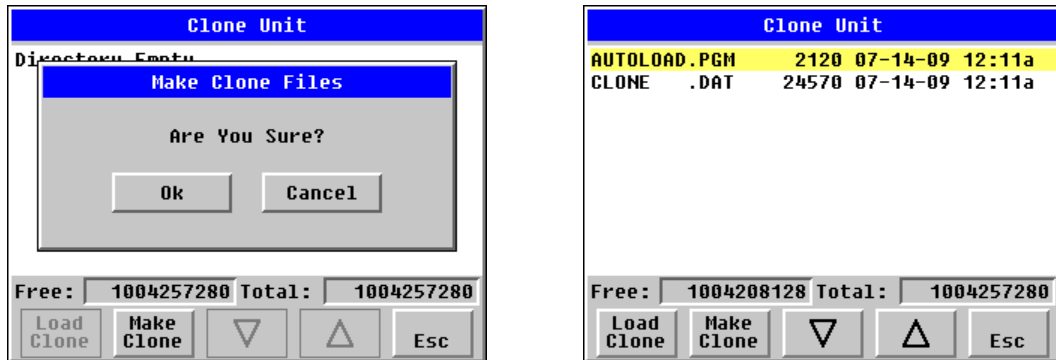 Clone Unit
Directory Empty
Make Clone Files
Are You Sure?
Ok Cancel
Free: 1004257280 Total: 1004257280
Load Clone Make Clone Esc
Clone Unit
AUTOLOAD.PGM 2120 07-14-09 12:11a
CLONE .DAT 24570 07-14-09 12:11a
Free: 1004208128 Total: 1004257280
Load Clone Make Clone Esc